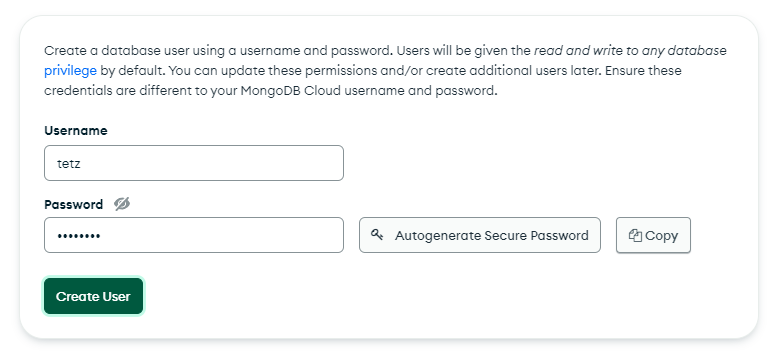 Create a database user using a username and password. Users will be given the read and write to any database
privilege by default. You can update these permissions and/or create additional users later. Ensure these
credentials are different to your MongoDB Cloud username and password.
Username
tetz
Password
••••••••
Autogenerate Secure Password
Copy
Create User